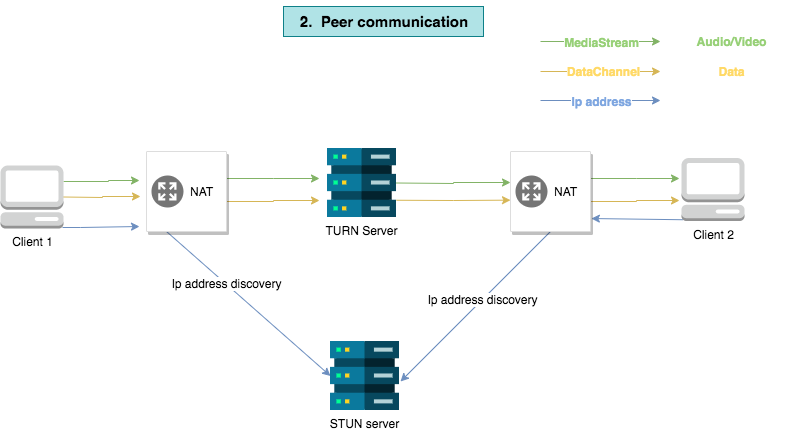 2. Peer communication
MediaStream Audio/Video
DataChannel Data
Ip address
NAT
NAT
TURN Server
Client 1
Client 2
Ip address discovery
Ip address discovery
STUN server